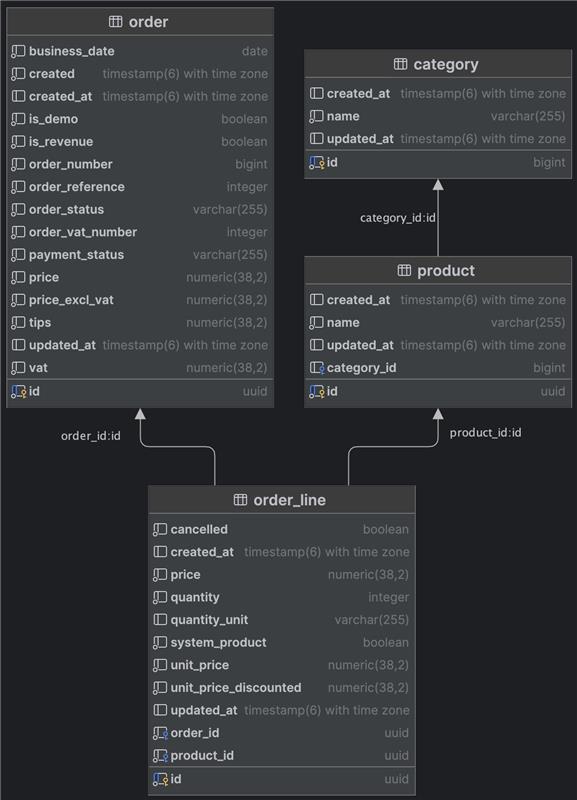 order
business_date date
created timestamp(6) with time zone
created_at timestamp(6) with time zone
is_demo boolean
is_revenue boolean
order_number bigint
order_reference integer
order_status varchar(255)
order_vat_number integer
payment_status varchar(255)
price numeric(38,2)
price_excl_vat numeric(38,2)
tips numeric(38,2)
updated_at timestamp(6) with time zone
vat numeric(38,2)
id uuid
category
created_at timestamp(6) with time zone
name varchar(255)
updated_at timestamp(6) with time zone
id bigint
category_id:id
product
created_at timestamp(6) with time zone
name varchar(255)
updated_at timestamp(6) with time zone
category_id bigint
id uuid
order_id:id
product_id:id
order_line
cancelled boolean
created_at timestamp(6) with time zone
price numeric(38,2)
quantity integer
quantity_unit varchar(255)
system_product boolean
unit_price numeric(38,2)
unit_price_discounted numeric(38,2)
updated_at timestamp(6) with time zone
order_id uuid
product_id uuid
id uuid